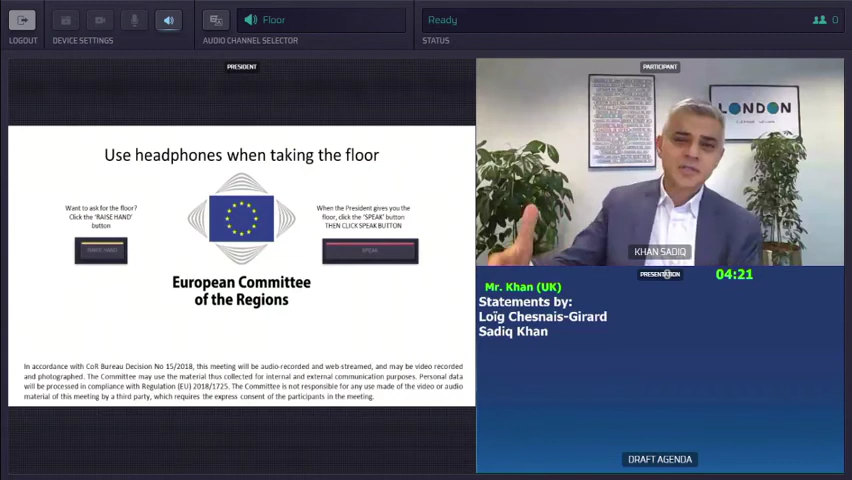 Floor
Ready
0
LOGOUT
DEVICE SETTINGS
AUDIO CHANNEL SELECTOR
STATUS
PRESIDENT
Use headphones when taking the floor
Want to ask for the floor?
Click the 'RAISE HAND'
button
RAISE HAND
When the President gives you the
floor, click the 'SPEAK' button
THEN CLICK SPEAK BUTTON
SPEAK
European Committee
of the Regions
In accordance with CoR Bureau Decision No 15/2018, this meeting will be audio-recorded and web-streamed, and may be video recorded
and photographed. The Committee may use the material thus collected for internal and external communication purposes. Personal data
will be processed in compliance with Regulation (EU) 2018/1725. The Committee is not responsible for any use made of the video or audio
material of this meeting by a third party, which requires the express consent of the participants in the meeting.
PARTICIPANT
LONDON
KHAN SADIQ
PRESENTATION
04:21
Mr. Khan (UK)
Statements by:
Loïg Chesnais-Girard
Sadiq Khan
DRAFT AGENDA